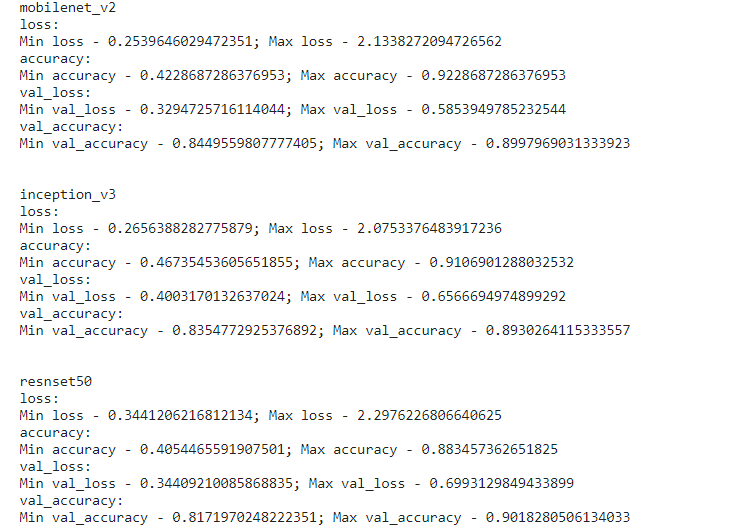 mobilenet_v2
loss:
Min loss - 0.2539646029472351; Max loss - 2.1338272094726562
accuracy:
Min accuracy - 0.4228687286376953; Max accuracy - 0.9228687286376953
val_loss:
Min val_loss - 0.3294725716114044; Max val_loss - 0.5853949785232544
val_accuracy:
Min val_accuracy - 0.8449559807777405; Max val_accuracy - 0.8997969031333923
inception_v3
loss:
Min loss - 0.2656388282775879; Max loss - 2.0753376483917236
accuracy:
Min accuracy - 0.46735453605651855; Max accuracy - 0.9106901288032532
val_loss:
Min val_loss - 0.4003170132637024; Max val_loss - 0.6566694974899292
val_accuracy:
Min val_accuracy - 0.8354772925376892; Max val_accuracy - 0.8930264115333557
resnset50
loss:
Min loss - 0.3441206216812134; Max loss - 2.2976226806640625
accuracy:
Min accuracy - 0.4054465591907501; Max accuracy - 0.883457362651825
val_loss:
Min val_loss - 0.34409210085868835; Max val_loss - 0.6993129849433899
val_accuracy:
Min val_accuracy - 0.8171970248222351; Max val_accuracy - 0.9018280506134033